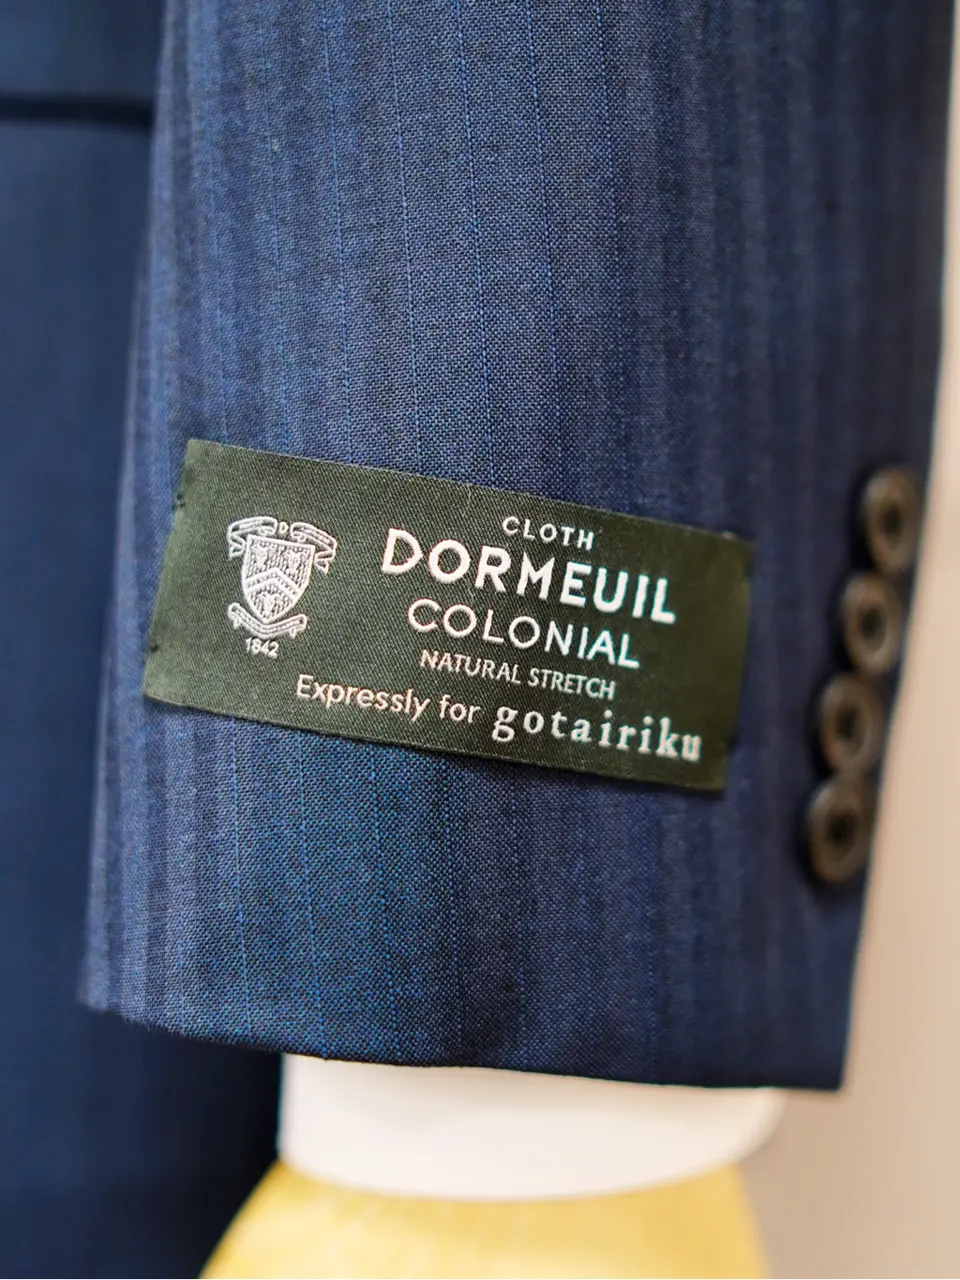 D
1842
CLOTH
DORMEUIL
COLONIAL
NATURAL STRETCH
Expressly for gotairiku